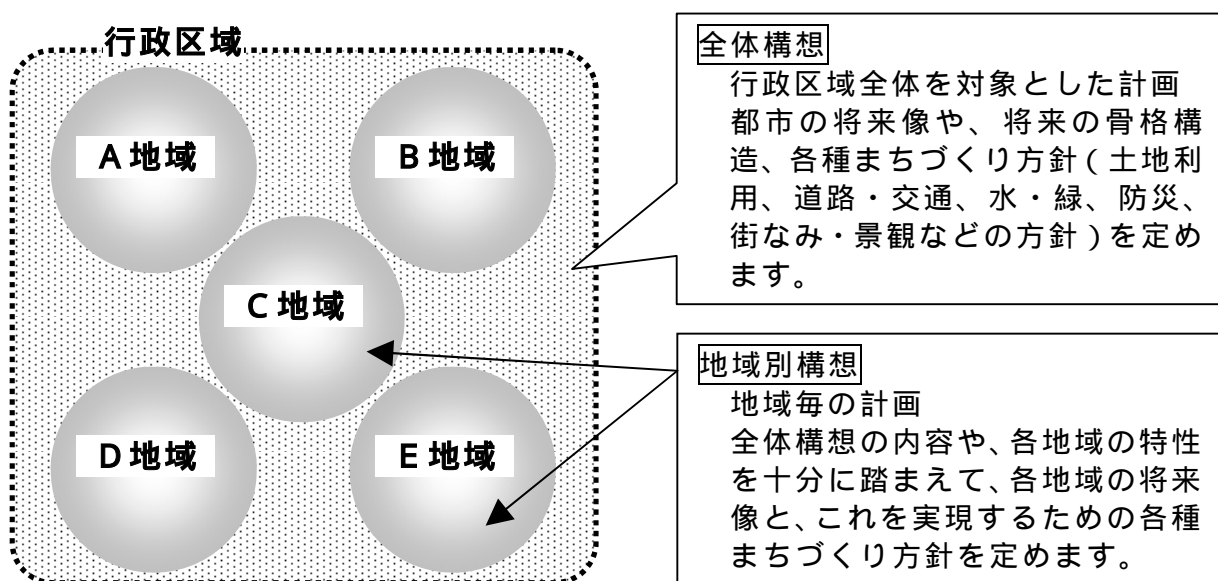 行政区域
A地域
B地域
C地域
D地域
E地域
全体構想
行政区域全体を対象とした計画
都市の将来像や、将来の骨格構
造、各種まちづくり方針(土地利
用、道路・交通、水・緑、防災、
街なみ・景観などの方針)を定め
ます。
地域別構想
地域毎の計画
全体構想の内容や、各地域の特性
を十分に踏まえて、各地域の将来
像と、これを実現するための各種
まちづくり方針を定めます。